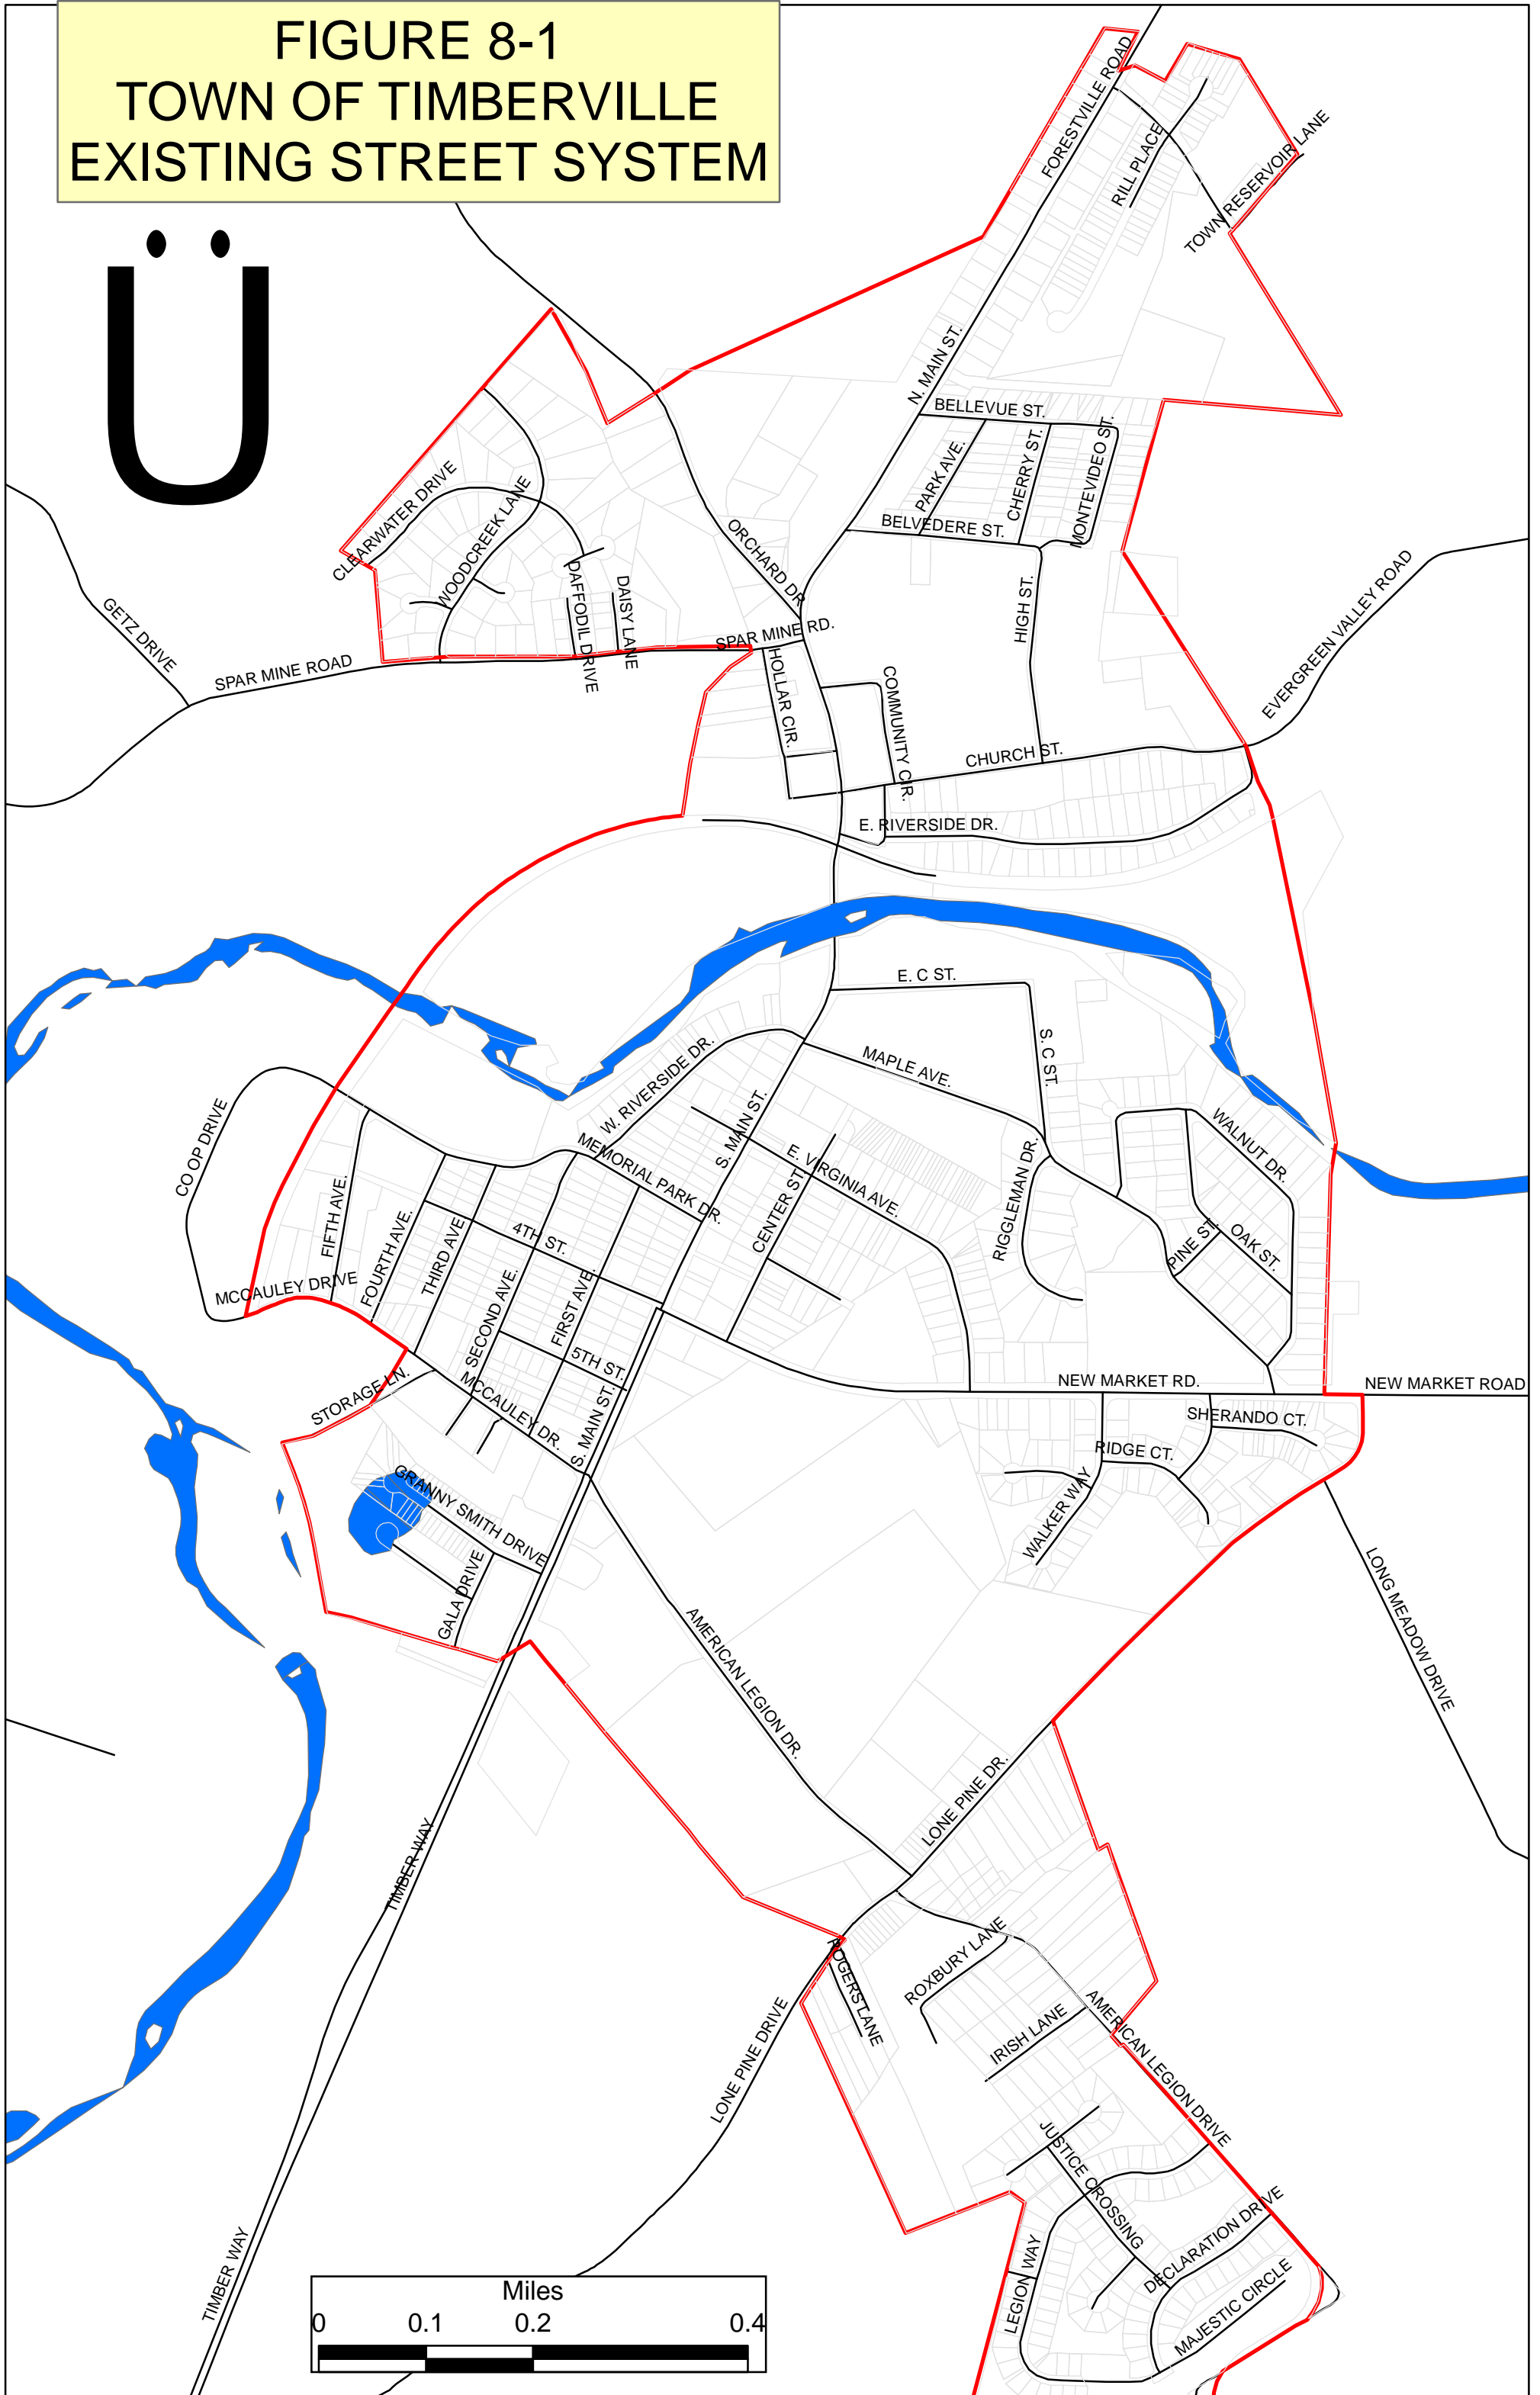 FIGURE 8-1
TOWN OF TIMBERVILLE
EXISTING STREET SYSTEM
Ü
FORESTVILLE ROAD
RILL PLACE
TOWN RESERVOIR LANE
N. MAIN ST.
BELLEVUE ST.
PARK AVE.
CHERRY ST.
MONTEVIDEO ST.
BELVEDERE ST.
CLEARWATER DRIVE
WOODCREEK LANE
ORCHARD DR
DAFFODIL DRIVE
DAISY LANE
HIGH ST.
EVERGREEN VALLEY ROAD
GETZ DRIVE
SPAR MINE ROAD
SPAR MINE RD.
HOLLAR CIR.
COMMUNITY CIR.
CHURCH ST.
E. RIVERSIDE DR.
E. C ST.
S. C ST.
MAPLE AVE.
W. RIVERSIDE DR.
S. MAIN ST.
MEMORIAL PARK DR.
E. VIRGINIA AVE.
CENTER ST.
RIGGLEMAN DR.
WALNUT DR.
PINE ST.
OAK ST.
CO OP DRIVE
FIFTH AVE.
FOURTH AVE.
THIRD AVE
4TH ST.
SECOND AVE.
FIRST AVE.
MCCAULEY DRIVE
5TH ST.
STORAGE LN.
MCCAULEY DR.
S. MAIN ST.
NEW MARKET RD.
NEW MARKET ROAD
SHERANDO CT.
RIDGE CT.
WALKER WAY
GRANNY SMITH DRIVE
GALA DRIVE
LONG MEADOW DRIVE
AMERICAN LEGION DR.
LONE PINE DR.
TIMBER WAY
ROGERS LANE
ROXBURY LANE
IRISH LANE
AMERICAN LEGION DRIVE
LONE PINE DRIVE
JUSTICE CROSSING
DECLARATION DRIVE
LEGION WAY
MAJESTIC CIRCLE
TIMBER WAY
Miles
0 0.1 0.2 0.4